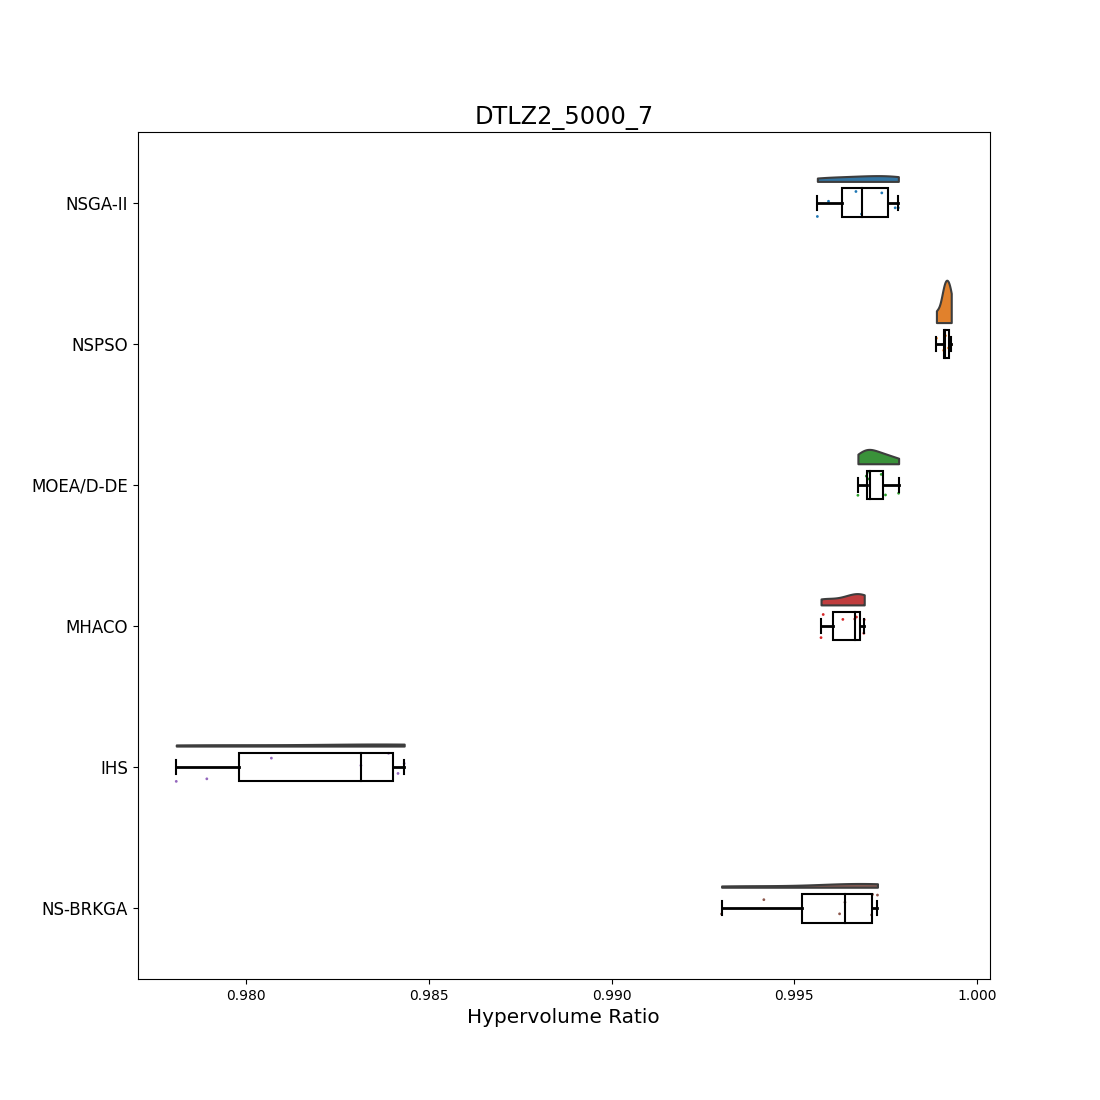 DTLZ2_5000_7
NSGA-II
NSPSO
MOEA/D-DE
MHACO
IHS
NS-BRKGA
0.980 0.985 0.990 0.995 1.000
Hypervolume Ratio